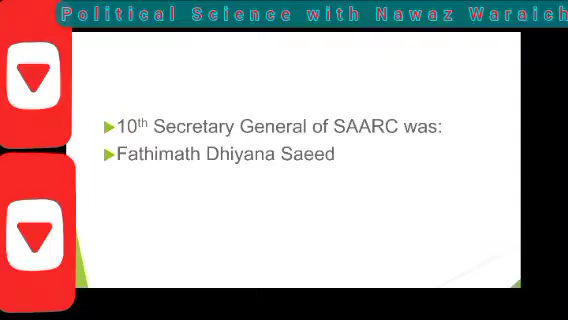 Political Science with Nawaz Waraich
10th Secretary General of SAARC was:
Fathimath Dhiyana Saeed